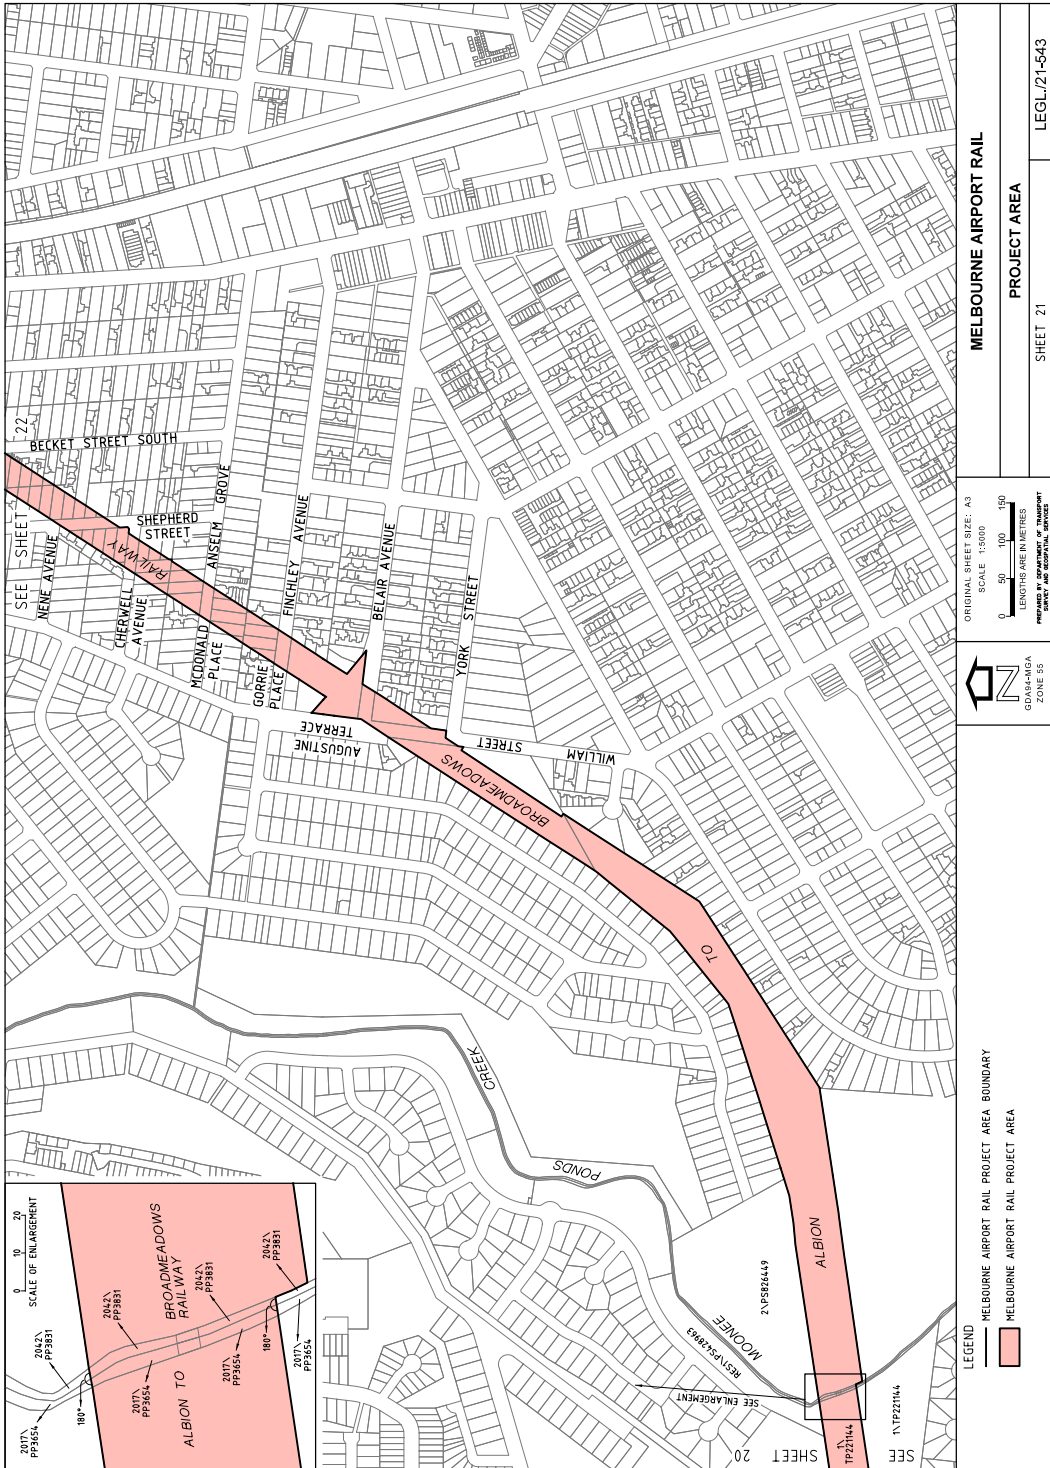 SEE SHEET 22
BECKET STREET SOUTH
NENE AVENUE
SHEPHERD
STREET
RAILWAY
CHERWELL
AVENUE
ANSELM GROVE
MCDONALD
PLACE
FINCHLEY AVENUE
GORRIE
PLACE
BELAIR AVENUE
YORK STREET
AUGUSTINE
TERRACE
WILLIAM STREET
BROADMEADOWS
TO
ALBION
MOONEE PONDS CREEK
2\PS826449
RES1\PS428963
SEE ENLARGEMENT
1\
TP221144
1\TP221144
SEE SHEET 20
SCALE OF ENLARGEMENT
0 10 20
2017\
PP3654
2042\
PP3831
180°
2042\
PP3831
2017\
PP3654
ALBION TO
BROADMEADOWS
RAILWAY
2042\
PP3831
2017\
PP3654
180°
2042\
PP3831
2017\
PP3654
LEGEND
MELBOURNE AIRPORT RAIL PROJECT AREA BOUNDARY
MELBOURNE AIRPORT RAIL PROJECT AREA
N
GDA94-MGA
ZONE 55
ORIGINAL SHEET SIZE: A3
SCALE 1:5000
0 50 100 150
LENGTHS ARE IN METRES
PREPARED BY DEPARTMENT OF TRANSPORT
SURVEY AND GEOSPATIAL SERVICES
MELBOURNE AIRPORT RAIL
PROJECT AREA
SHEET 21
LEGL./21-543